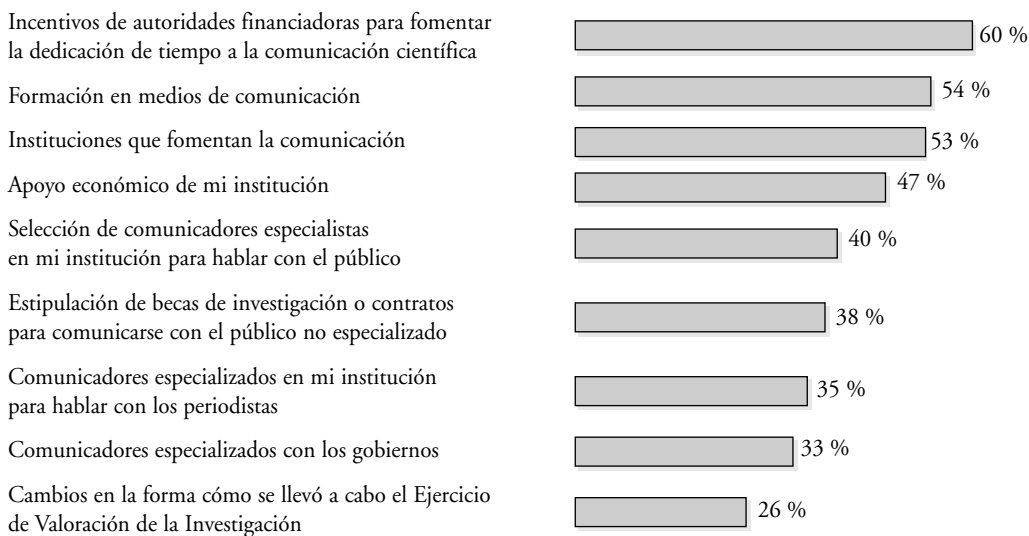 Incentivos de autoridades financiadoras para fomentar
la dedicación de tiempo a la comunicación científica
60 %
Formación en medios de comunicación
54 %
Instituciones que fomentan la comunicación
53 %
Apoyo económico de mi institución
47 %
Selección de comunicadores especialistas
en mi institución para hablar con el público
40 %
Estipulación de becas de investigación o contratos
para comunicarse con el público no especializado
38 %
Comunicadores especializados en mi institución
para hablar con los periodistas
35 %
Comunicadores especializados con los gobiernos
33 %
Cambios en la forma cómo se llevó a cabo el Ejercicio
de Valoración de la Investigación
26 %